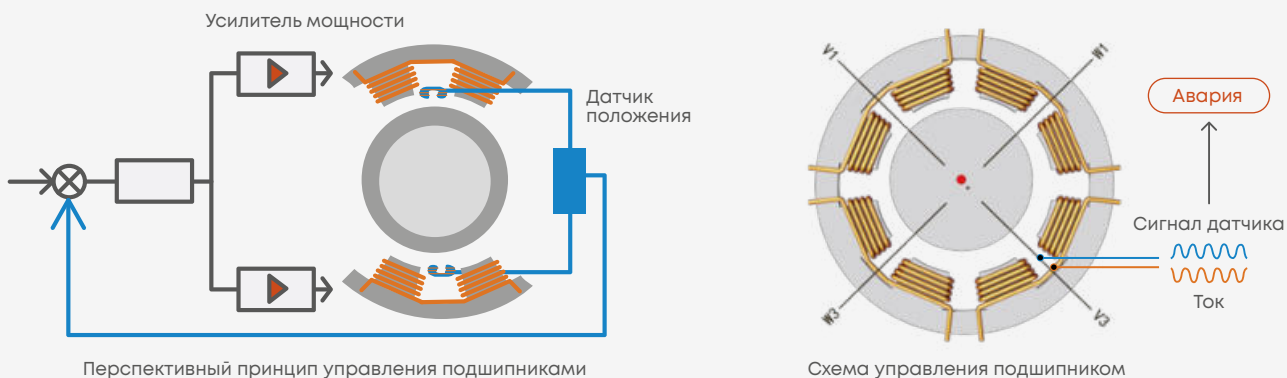 Усилитель мощности
Датчик
положения
Перспективный принцип управления подшипниками
V1
W1
W3
V3
Авария
Сигнал датчика
Ток
Схема управления подшипником